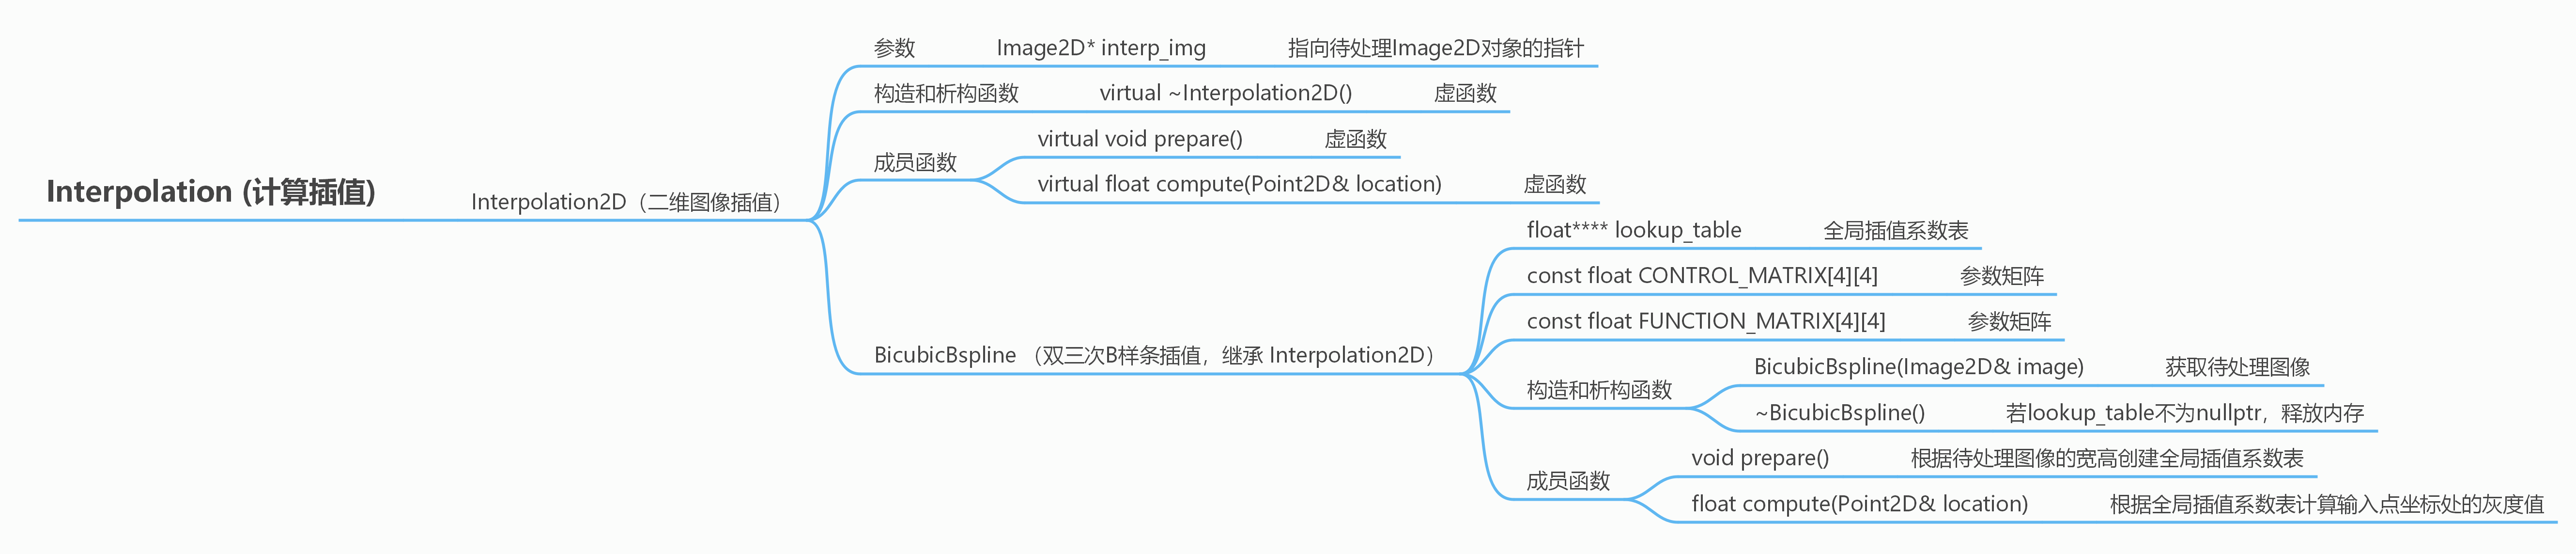 Interpolation (计算插值)
Interpolation2D（二维图像插值）
参数 Image2D* interp_img 指向待处理Image2D对象的指针
构造和析构函数 virtual ~Interpolation2D() 虚函数
成员函数
virtual void prepare() 虚函数
virtual float compute(Point2D& location) 虚函数
BicubicBspline （双三次B样条插值，继承 Interpolation2D）
float**** lookup_table 全局插值系数表
const float CONTROL_MATRIX[4][4] 参数矩阵
const float FUNCTION_MATRIX[4][4] 参数矩阵
构造和析构函数
BicubicBspline(Image2D& image) 获取待处理图像
~BicubicBspline() 若lookup_table不为nullptr，释放内存
成员函数
void prepare() 根据待处理图像的宽高创建全局插值系数表
float compute(Point2D& location) 根据全局插值系数表计算输入点坐标处的灰度值